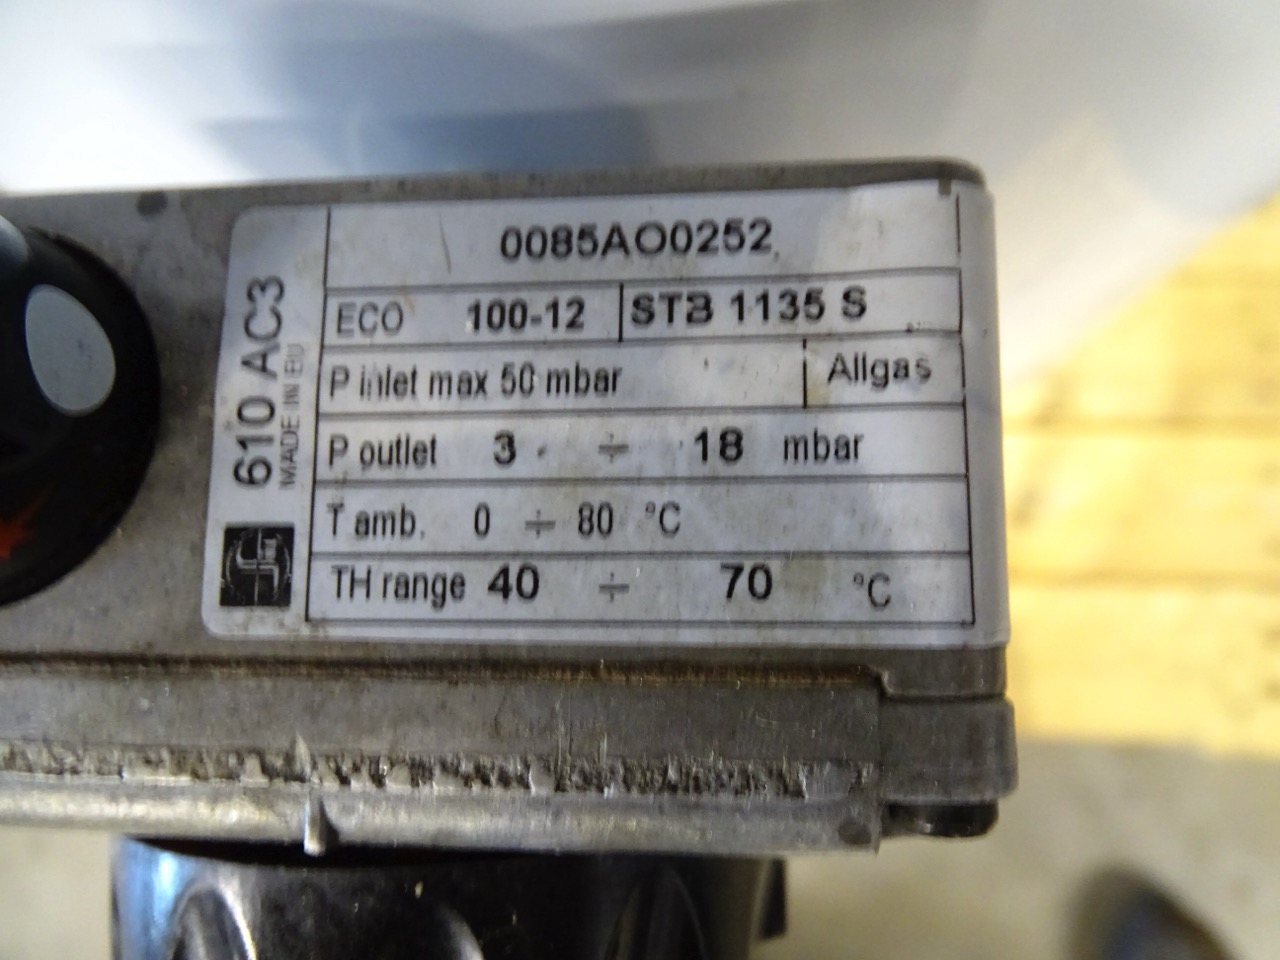 610 AC3
MADE IN EU
0085AO0252
ECO 100-12 STB 1135 S
P inlet max 50 mbar Allgas
P outlet 3 ÷ 18 mbar
T amb. 0 ÷ 80 °C
TH range 40 ÷ 70 °C